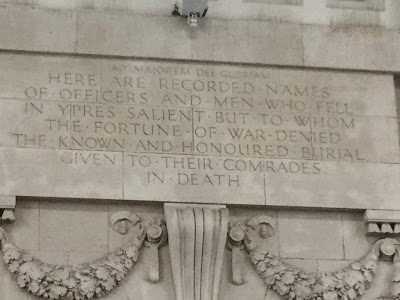 AD·MAJOREM·DEI·GLORIAM
HERE·ARE·RECORDED·NAMES
OF·OFFICERS·AND·MEN·WHO·FELL
IN·YPRES·SALIENT·BUT·TO·WHOM
THE·FORTUNE·OF·WAR·DENIED
THE·KNOWN·AND·HONOURED·BURIAL
GIVEN·TO·THEIR·COMRADES
IN·DEATH